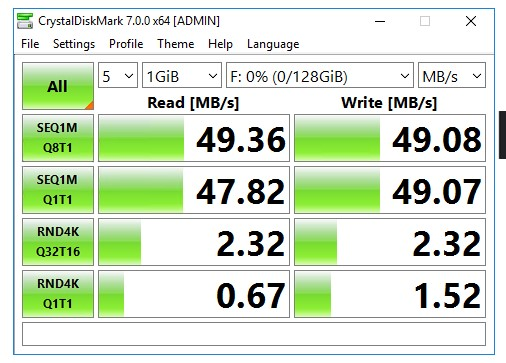 CrystalDiskMark 7.0.0 x64 [ADMIN]
File Settings Profile Theme Help Language
All 5 1GiB F: 0% (0/128GiB) MB/s
Read [MB/s] Write [MB/s]
SEQ1M
Q8T1 49.36 49.08
SEQ1M
Q1T1 47.82 49.07
RND4K
Q32T16 2.32 2.32
RND4K
Q1T1 0.67 1.52